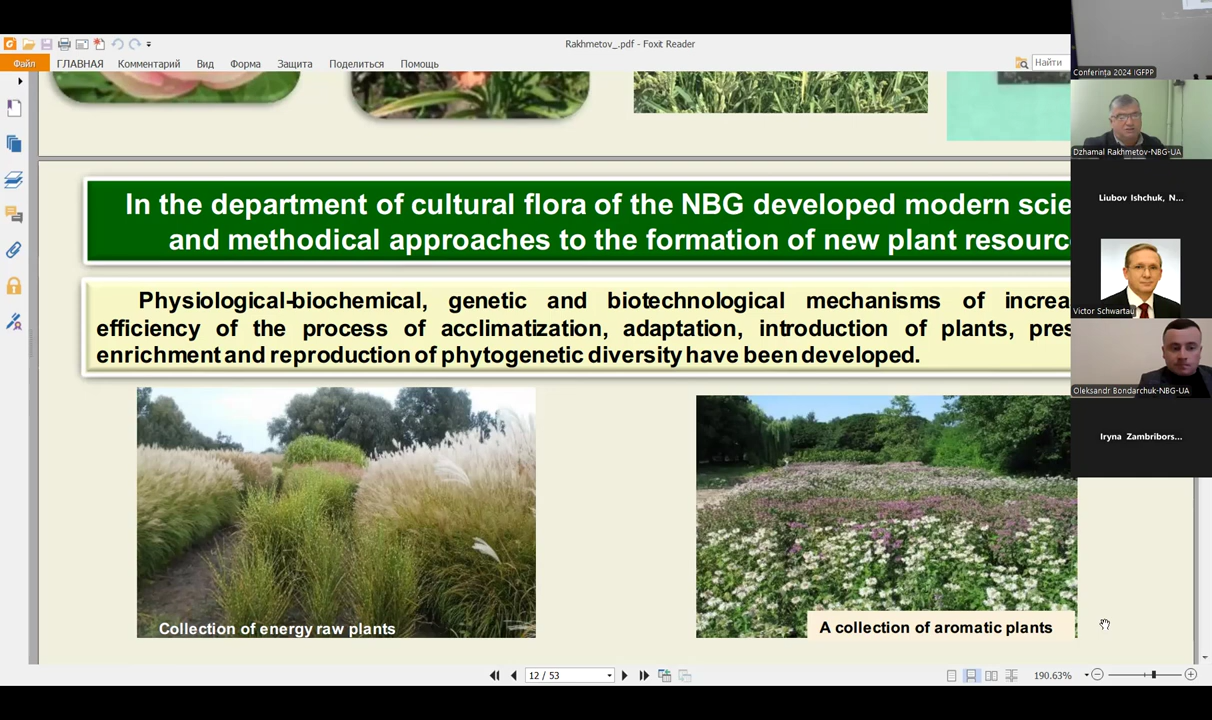 Rakhmetov_.pdf - Foxit Reader
Файл ГЛАВНАЯ Комментарий Вид Форма Защита Поделиться Помощь Найти
Conferința 2024 IGFPP
Dzhamal Rakhmetov-NBG-UA
Liubov Ishchuk, N...
Victor Schwartau
Oleksandr Bondarchuk-NBG-UA
Iryna Zambribors...
In the department of cultural flora of the NBG developed modern scie
and methodical approaches to the formation of new plant resourc
Physiological-biochemical, genetic and biotechnological mechanisms of increa
efficiency of the process of acclimatization, adaptation, introduction of plants, pres
enrichment and reproduction of phytogenetic diversity have been developed.
Collection of energy raw plants
A collection of aromatic plants
12 / 53
190.63%